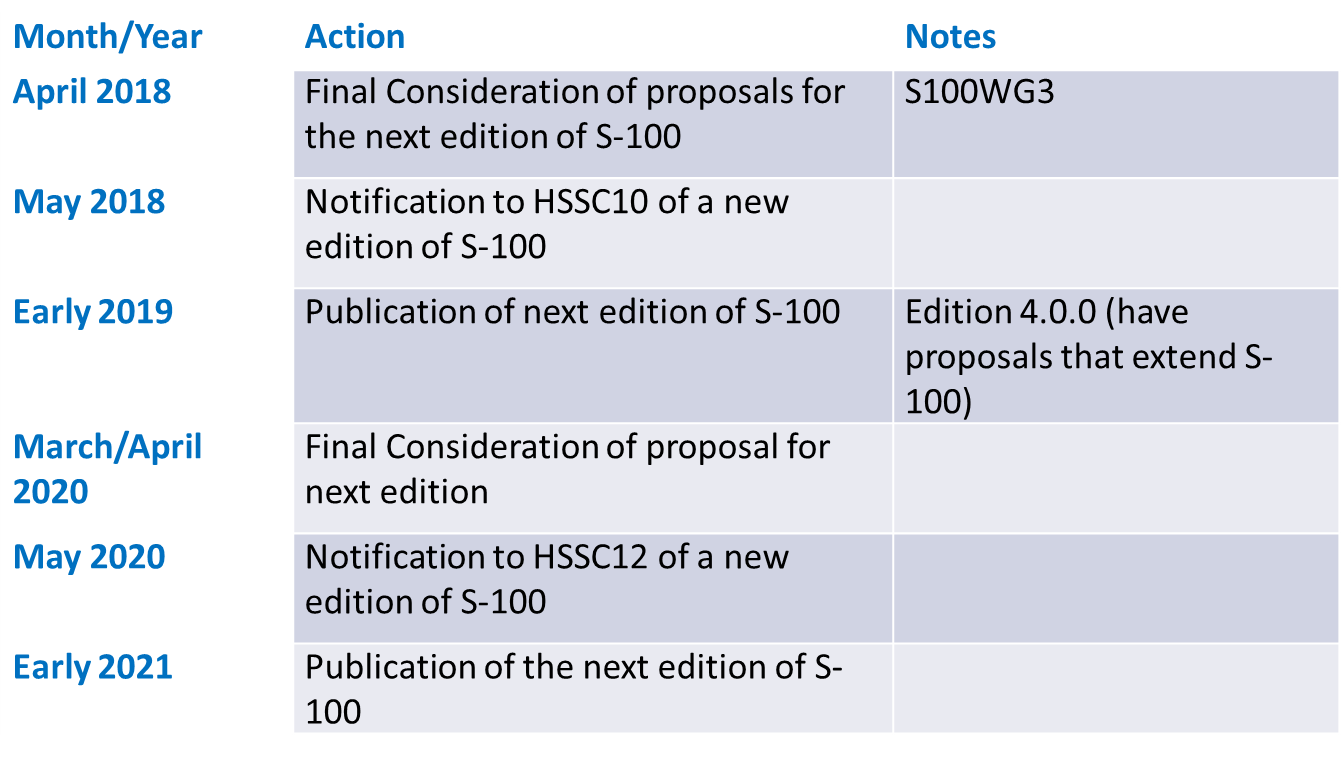 Month/Year Action Notes
April 2018 Final Consideration of proposals for S100WG3
the next edition of S-100
May 2018 Notification to HSSC10 of a new
edition of S-100
Early 2019 Publication of next edition of S-100 Edition 4.0.0 (have
proposals that extend S-
100)
March/April Final Consideration of proposal for
2020 next edition
May 2020 Notification to HSSC12 of a new
edition of S-100
Early 2021 Publication of the next edition of S-
100